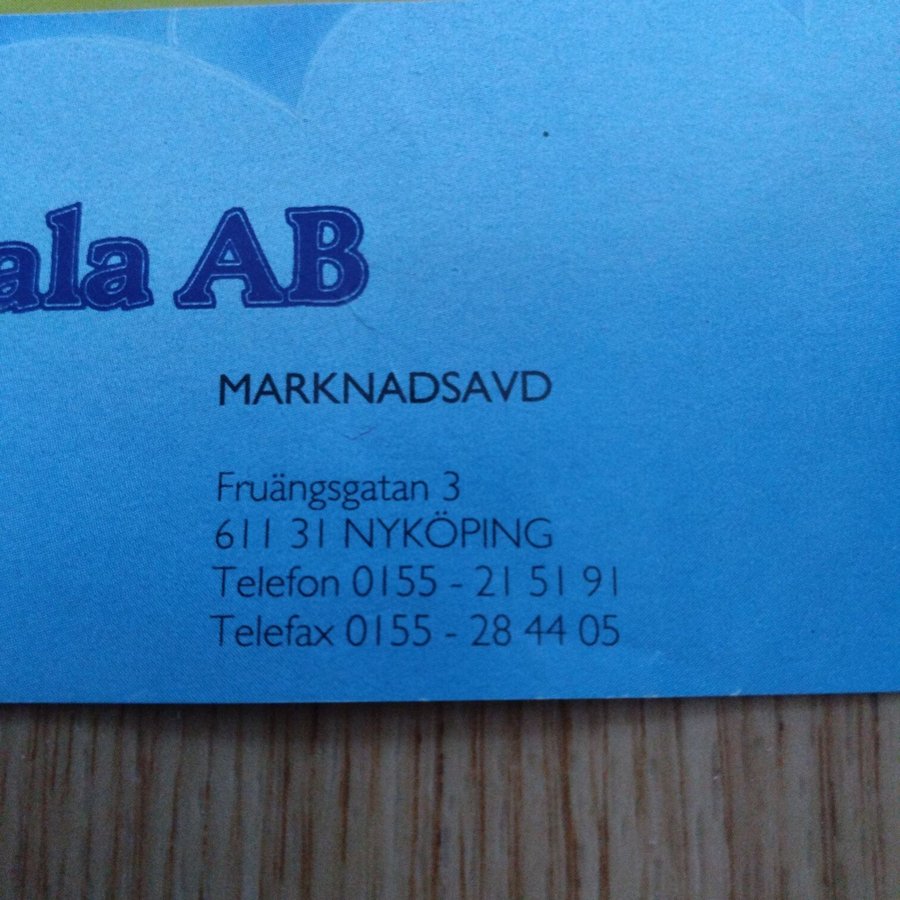 ala AB
MARKNADSAVD
Fruängsgatan 3
611 31 NYKÖPING
Telefon 0155 - 21 51 91
Telefax 0155 - 28 44 05